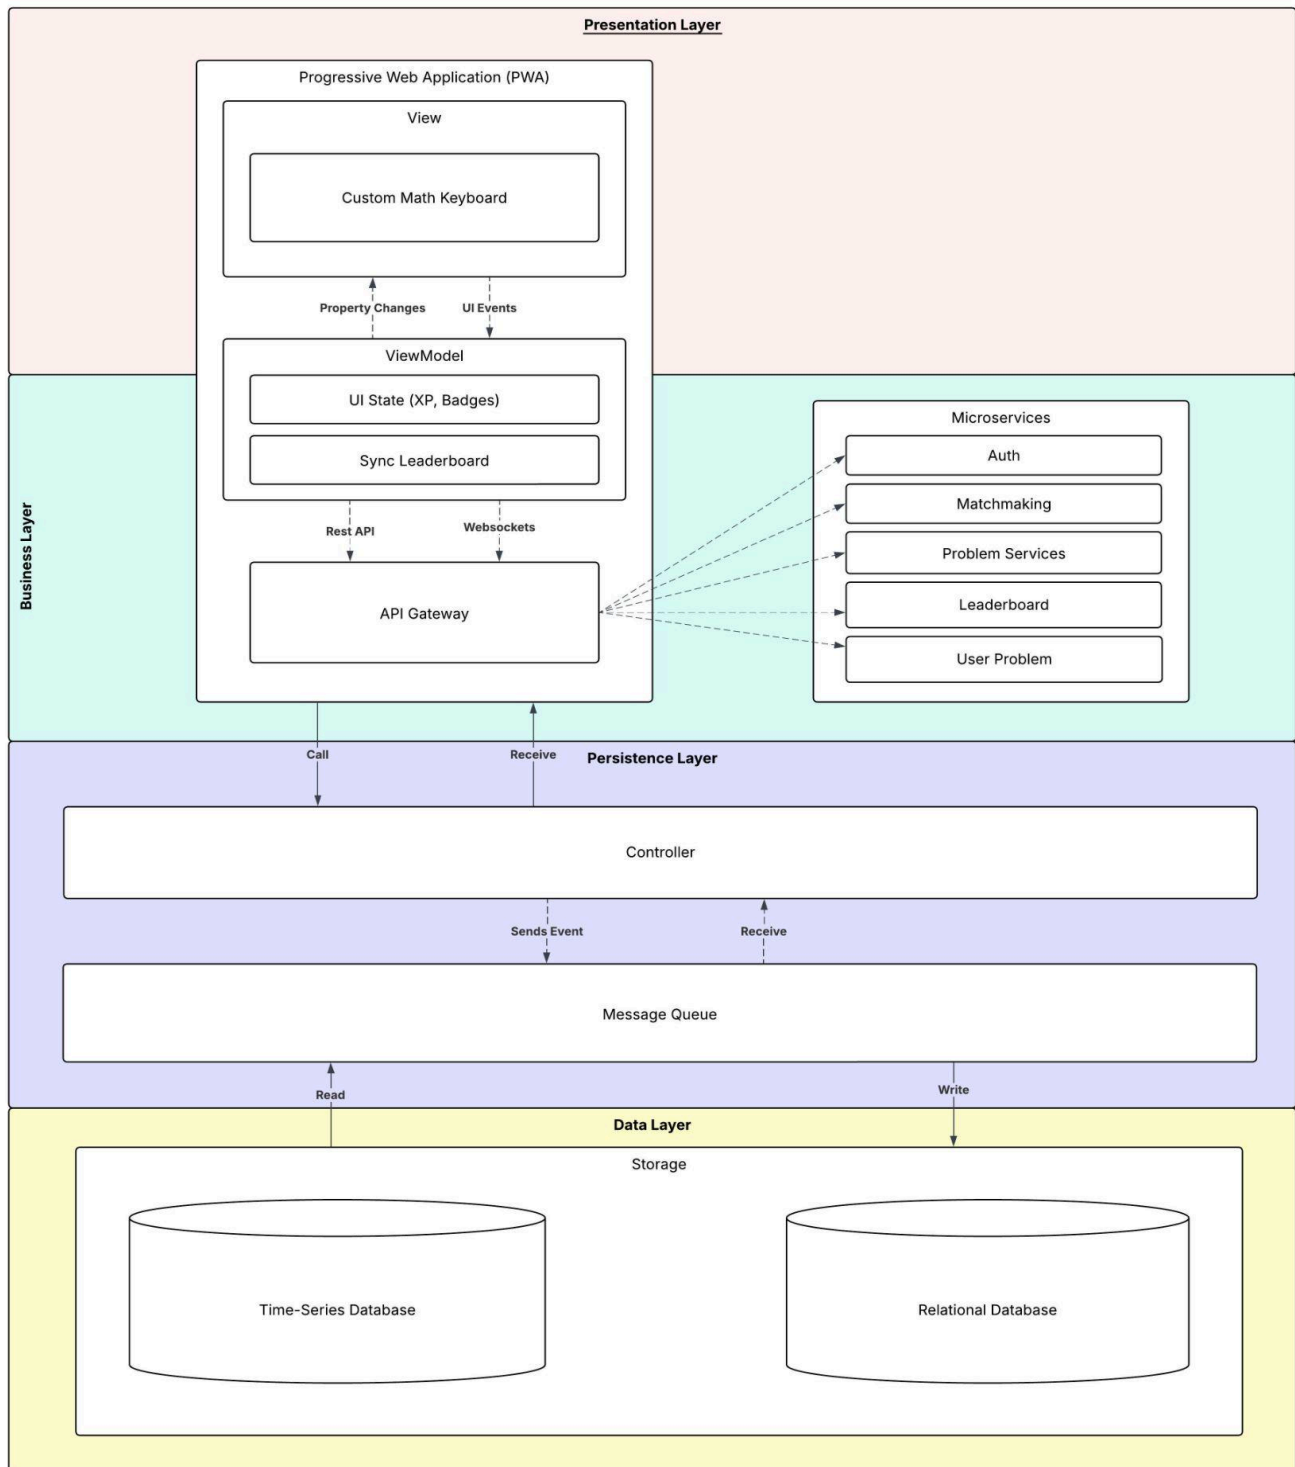 Presentation Layer
Progressive Web Application (PWA)
View
Custom Math Keyboard
Property Changes
UI Events
ViewModel
UI State (XP, Badges)
Sync Leaderboard
Rest API
Websockets
API Gateway
Business Layer
Microservices
Auth
Matchmaking
Problem Services
Leaderboard
User Problem
Call
Receive
Persistence Layer
Controller
Sends Event
Receive
Message Queue
Read
Write
Data Layer
Storage
Time-Series Database
Relational Database